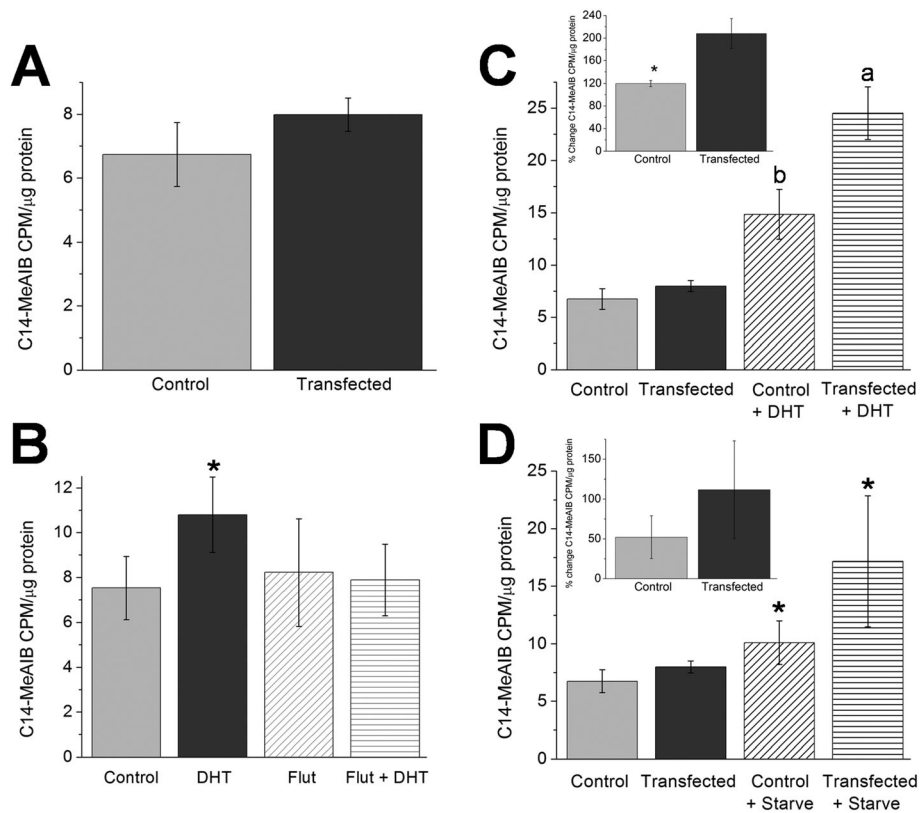 A
C14-MeAIB CPM/μg protein
8
6
4
2
0
Control
Transfected
B
*
C14-MeAIB CPM/μg protein
12
10
8
6
4
2
0
Control
DHT
Flut
Flut + DHT
C
C14-MeAIB CPM/μg protein
25
20
15
10
5
0
b
a
Control
Transfected
Control
+ DHT
Transfected
+ DHT
% Change C14-MeAIB CPM/μg protein
240
200
160
120
80
40
0
*
Control
Transfected
D
C14-MeAIB CPM/μg protein
25
20
15
10
5
0
*
*
Control
Transfected
Control
+ Starve
Transfected
+ Starve
% change C14-MeAIB CPM/μg protein
150
100
50
0
Control
Transfected